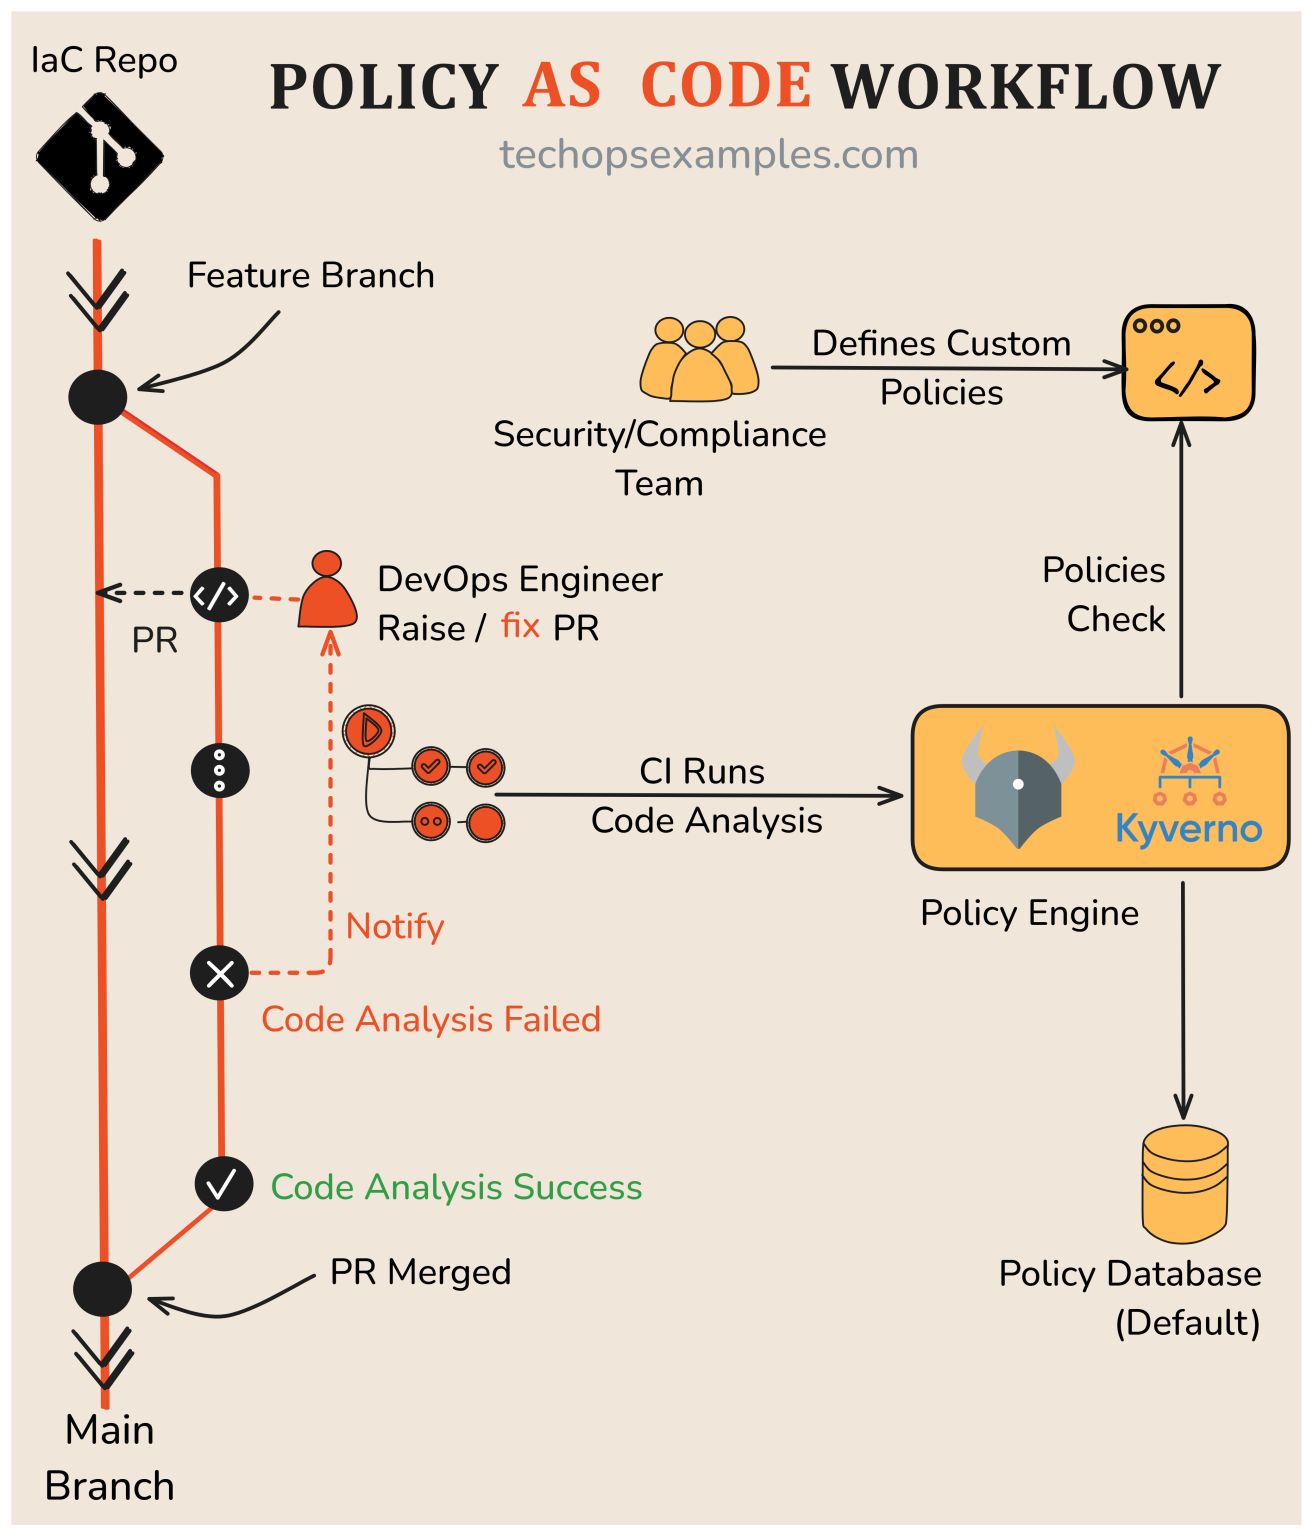 IaC Repo
POLICY AS CODE WORKFLOW
techopsexamples.com
Feature Branch
Defines Custom
Policies
</>
Security/Compliance
Team
</>
DevOps Engineer
Raise / fix PR
PR
Policies
Check
CI Runs
Code Analysis
Kyverno
Policy Engine
Notify
Code Analysis Failed
Code Analysis Success
PR Merged
Policy Database
(Default)
Main
Branch